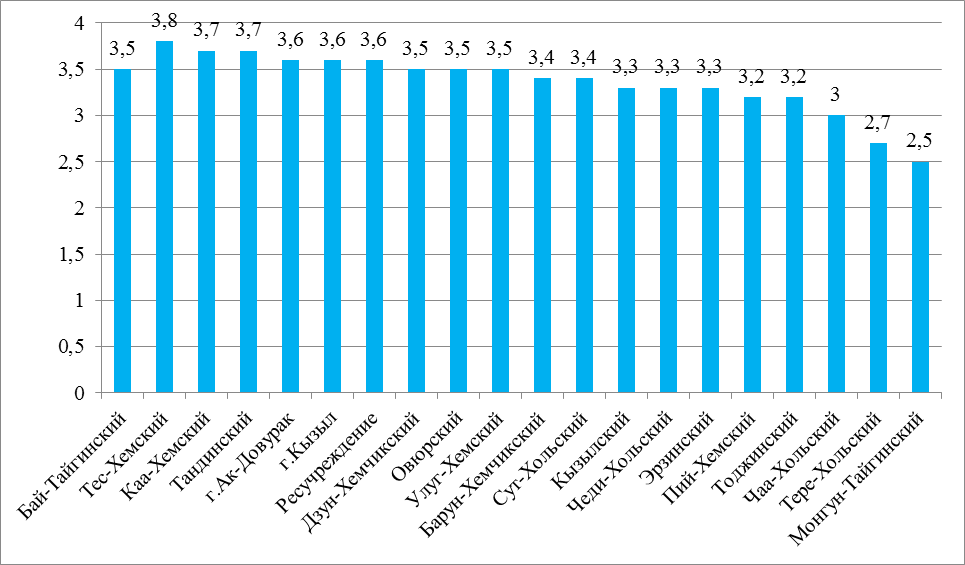 4
3,5
3
2,5
2
1,5
1
0,5
0
3,5
3,8
3,7
3,7
3,6
3,6
3,6
3,5
3,5
3,5
3,4
3,4
3,3
3,3
3,3
3,2
3,2
3
2,7
2,5
Бай-Тайгинский
Тес-Хемский
Каа-Хемский
Тандинский
г.Ак-Довурак
г.Кызыл
Ресучреждение
Дзун-Хемчикский
Овюрский
Улуг-Хемский
Барун-Хемчикский
Сут-Хольский
Кызылский
Чеди-Хольский
Эрзинский
Пий-Хемский
Тоджинский
Чаа-Хольский
Тере-Хольский
Монгун-Тайгинский